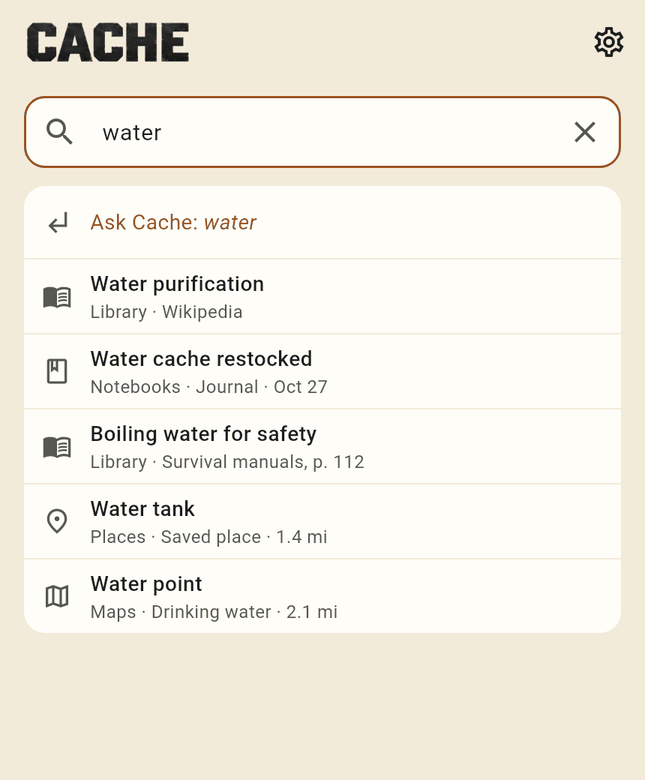 CACHE
water
Ask Cache: water
Water purification
Library · Wikipedia
Water cache restocked
Notebooks · Journal · Oct 27
Boiling water for safety
Library · Survival manuals, p. 112
Water tank
Places · Saved place · 1.4 mi
Water point
Maps · Drinking water · 2.1 mi